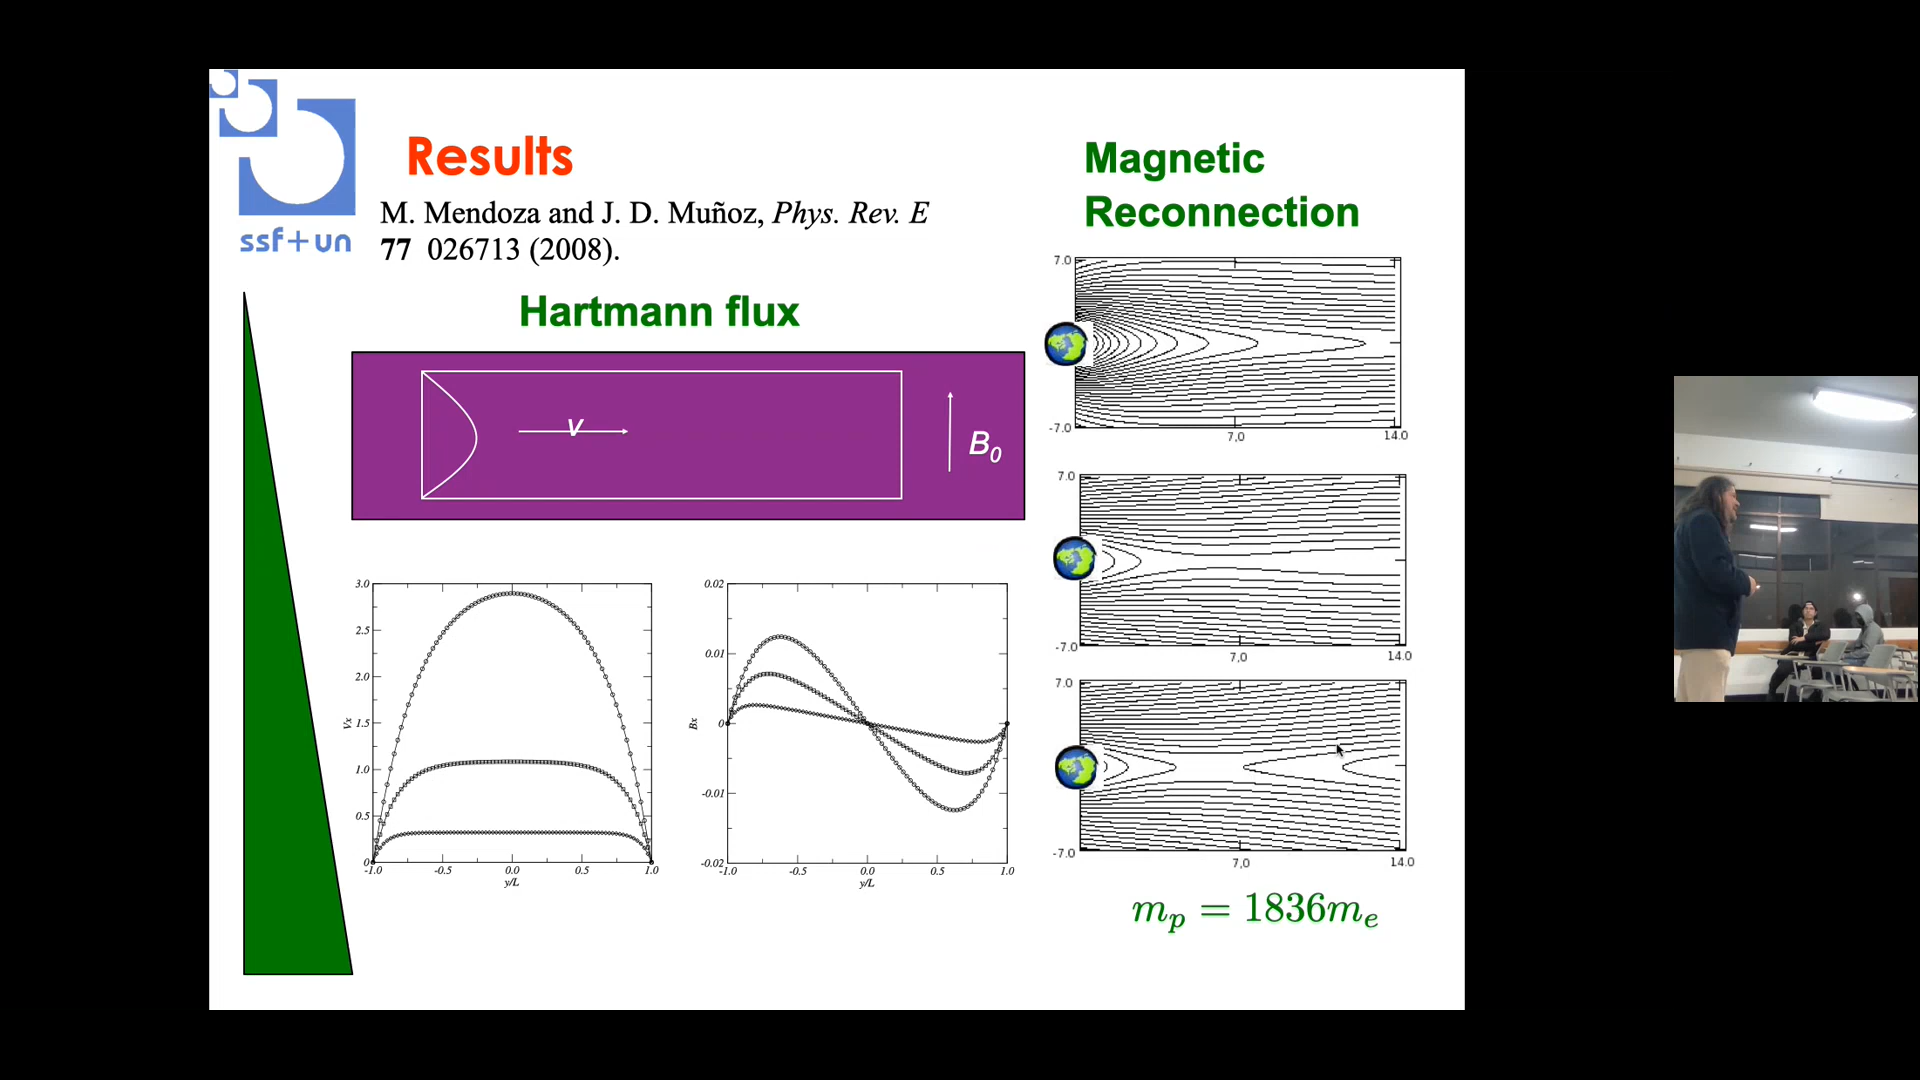 ssf+un
Results
M. Mendoza and J. D. Muñoz, Phys. Rev. E
77 026713 (2008).
Hartmann flux
v
B0
3.0
2.5
2.0
1.5
1.0
0.5
0
Vx
-1.0 -0.5 0.0 0.5 1.0
y/L
0.02
0.01
0
-0.01
-0.02
Bx
-1.0 -0.5 0.0 0.5 1.0
y/L
Magnetic
Reconnection
7.0
-7.0
7,0 14.0
7.0
-7.0
7,0 14.0
7.0
-7.0
7,0 14.0
mp = 1836me